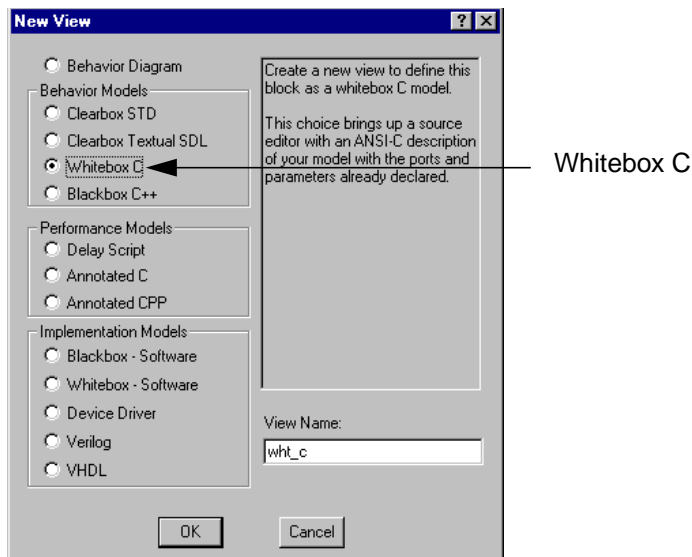 New View
Behavior Diagram
Behavior Models
Clearbox STD
Clearbox Textual SDL
Whitebox C
Blackbox C++
Performance Models
Delay Script
Annotated C
Annotated CPP
Implementation Models
Blackbox - Software
Whitebox - Software
Device Driver
Verilog
VHDL
Create a new view to define this
block as a whitebox C model.
This choice brings up a source
editor with an ANSI-C description
of your model with the ports and
parameters already declared.
View Name:
wht_c
OK
Cancel
Whitebox C